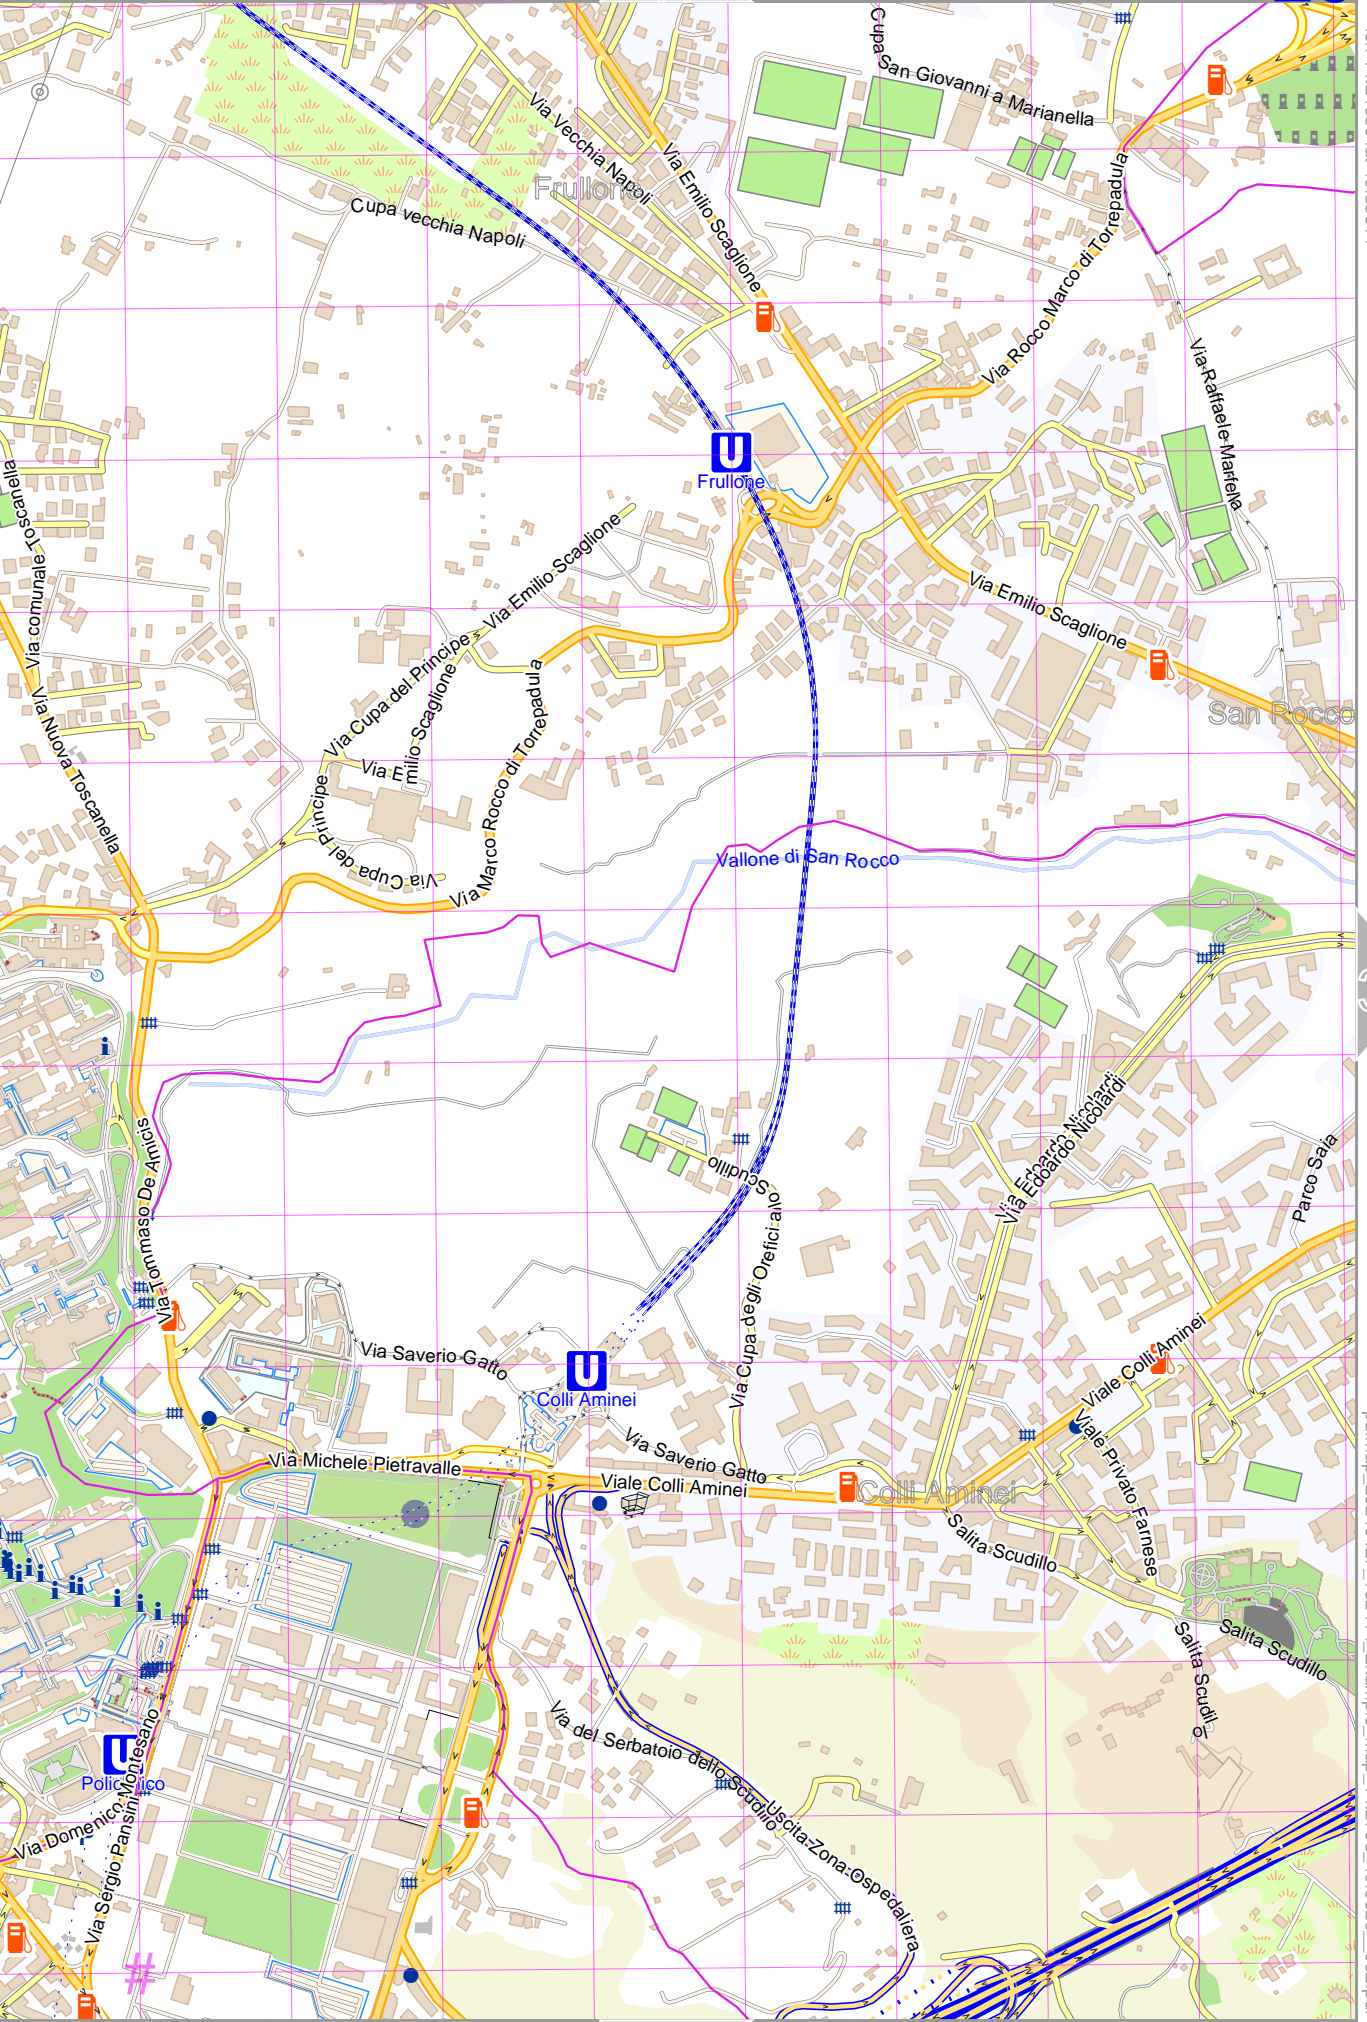 Cupa San Giovanni a Marianella
Via Vecchia Napoli
Via Emilio Scaglione
Frullone
Cupa vecchia Napoli
Via Rocco Marco di Torrepadula
Via Raffaele Marfella
U
Frullone
Via comunale Toscanella
Via Emilio Scaglione
Via Emilio Scaglione
Via Cupa del Principe
milio Scaglione
Via E
Via Marco Rocco di Torrepadula
San Rocco
Via Nuova Toscanella
Via Cupa del Principe
Vallone di San Rocco
Via Edoardo Nicolardi
Via Edoardo Nicolardi
Parco Saia
Via Tommaso De Amicis
Via Cupa degli Orefici allo Scudillo
Via Saverio Gatto
U
Colli Aminei
Viale Colli Aminei
Via Saverio Gatto
Via Michele Pietravalle
Viale Colli Aminei
Colli Aminei
Viale Privato Farnese
Salita Scudillo
Salita Scudillo
Salita Scudil
lo
Via del Serbatoio dello Scudillo
Uscita Zona Ospedaliera
U
Policlinico
Via Domenico Montesano
Via Sergio Pansini
#